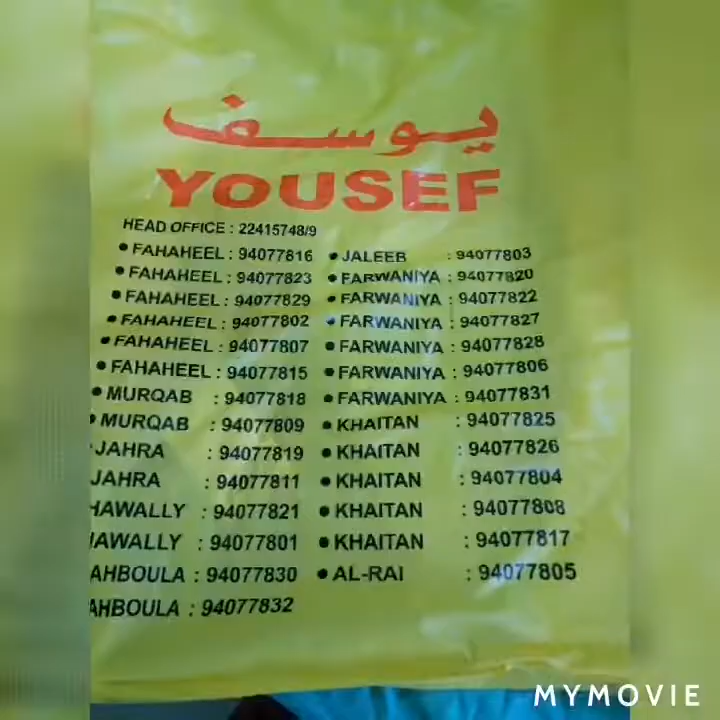 يوسف
YOUSEF
HEAD OFFICE : 22415748/9
• FAHAHEEL : 94077816 • JALEEB : 94077803
• FAHAHEEL : 94077823 • FARWANIYA : 94077820
• FAHAHEEL : 94077829 • FARWANIYA : 94077822
• FAHAHEEL : 94077802 • FARWANIYA : 94077827
• FAHAHEEL : 94077807 • FARWANIYA : 94077828
• FAHAHEEL : 94077815 • FARWANIYA : 94077806
• MURQAB : 94077818 • FARWANIYA : 94077831
• MURQAB : 94077809 • KHAITAN : 94077825
• JAHRA : 94077819 • KHAITAN : 94077826
JAHRA : 94077811 • KHAITAN : 94077804
HAWALLY : 94077821 • KHAITAN : 94077808
AWALLY : 94077801 • KHAITAN : 94077817
AHBOULA : 94077830 • AL-RAI : 94077805
AHBOULA : 94077832
MYMOVIE